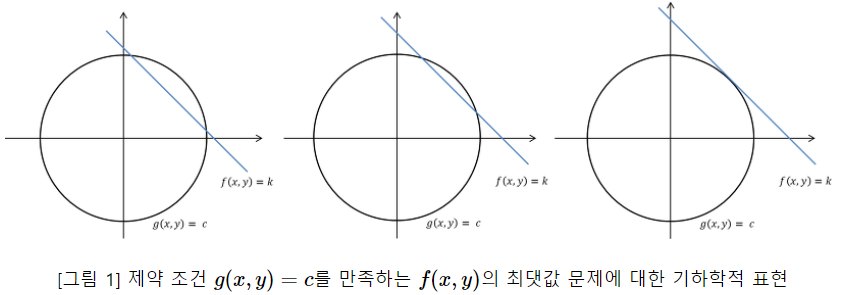 f(x, y) = k
g(x, y) = c
f(x, y) = k
g(x, y) = c
f(x, y) = k
g(x, y) = c
[그림 1] 제약 조건 g(x, y) = c를 만족하는 f(x, y)의 최댓값 문제에 대한 기하학적 표현